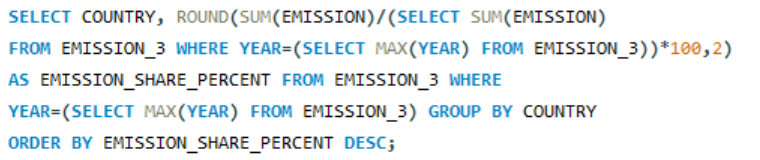 SELECT COUNTRY, ROUND(SUM(EMISSION)/(SELECT SUM(EMISSION)
FROM EMISSION_3 WHERE YEAR=(SELECT MAX(YEAR) FROM EMISSION_3))*100,2)
AS EMISSION_SHARE_PERCENT FROM EMISSION_3 WHERE
YEAR=(SELECT MAX(YEAR) FROM EMISSION_3) GROUP BY COUNTRY
ORDER BY EMISSION_SHARE_PERCENT DESC;